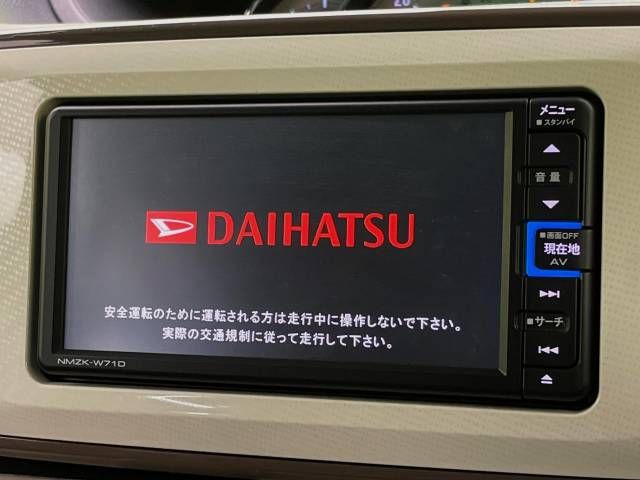 20
メニュー
■スタンバイ
音量
DAIHATSU
■画面OFF
現在地
AV
安全運転のために運転される方は走行中に操作しないで下さい。
実際の交通規制に従って走行して下さい。
■サーチ
NMZK-W71D